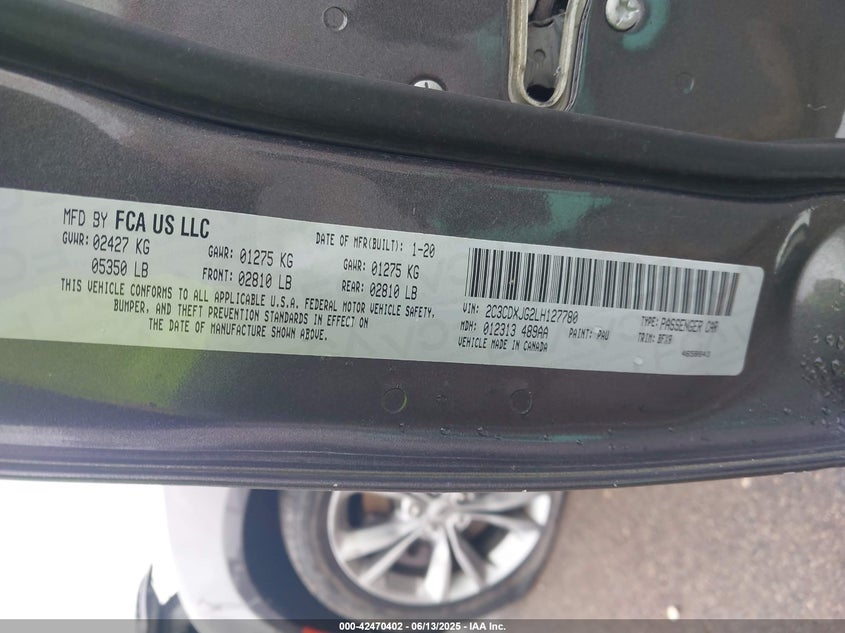 MFD BY FCA US LLC
GVWR: 02427 KG
05350 LB
GAWR: 01275 KG
FRONT: 02810 LB
DATE OF MFR(BUILT): 1-20
GAWR: 01275 KG
REAR: 02810 LB
THIS VEHICLE CONFORMS TO ALL APPLICABLE U.S.A. FEDERAL MOTOR VEHICLE SAFETY,
BUMPER, AND THEFT PREVENTION STANDARDS IN EFFECT ON
THE DATE OF MANUFACTURE SHOWN ABOVE.
VIN: 2C3CDXJG2LH127780
TYPE: PASSENGER CAR
MDH: 012313 489AA
PAINT: PAU
TRIM: BFX9
VEHICLE MADE IN CANADA
000-42470402 - 06/13/2025 - IAA Inc.